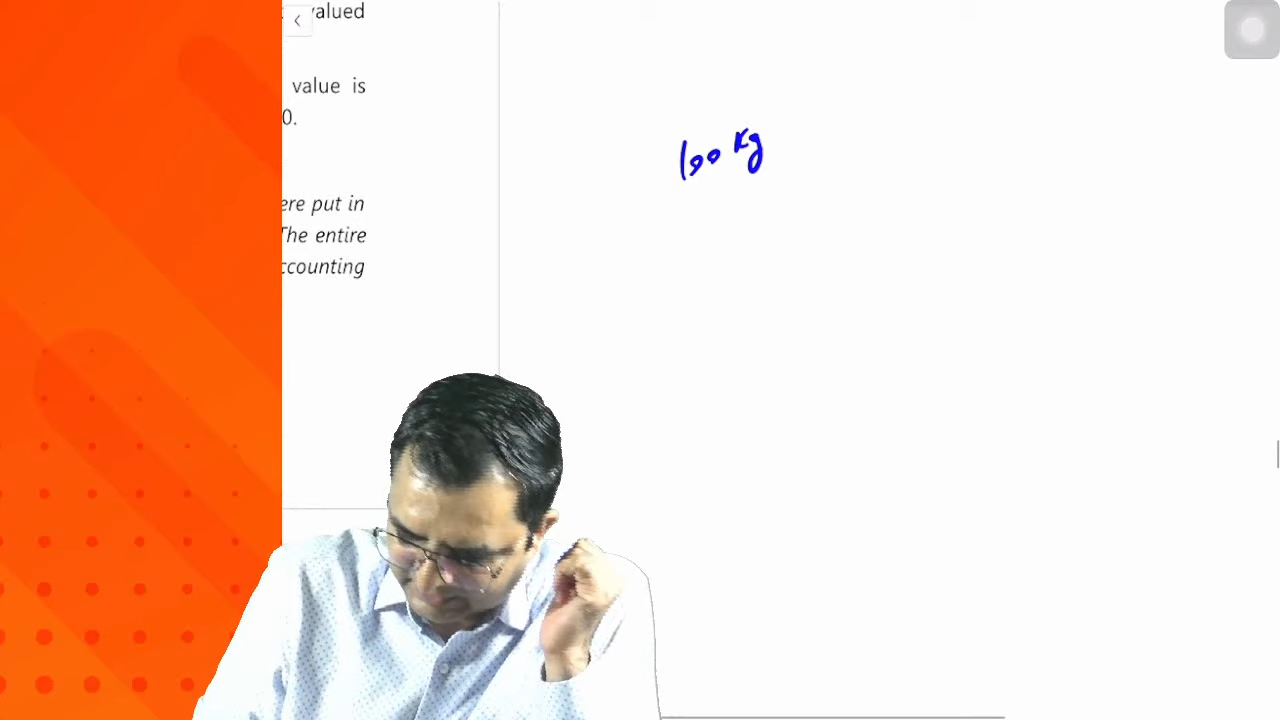 valued
value is
0.
ere put in
The entire
ccounting
100 Kg